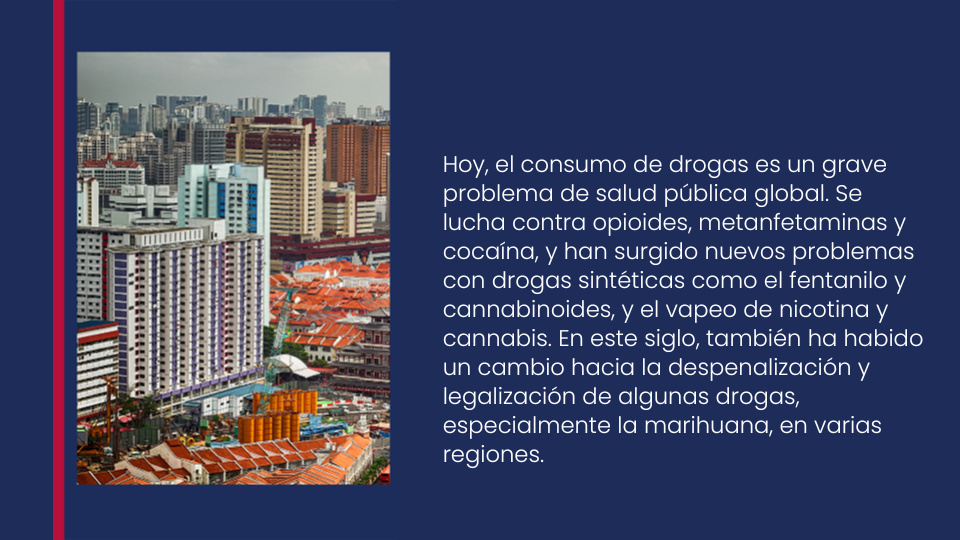 Hoy, el consumo de drogas es un grave
problema de salud pública global. Se
lucha contra opioides, metanfetaminas y
cocaína, y han surgido nuevos problemas
con drogas sintéticas como el fentanilo y
cannabinoides, y el vapeo de nicotina y
cannabis. En este siglo, también ha habido
un cambio hacia la despenalización y
legalización de algunas drogas,
especialmente la marihuana, en varias
regiones.